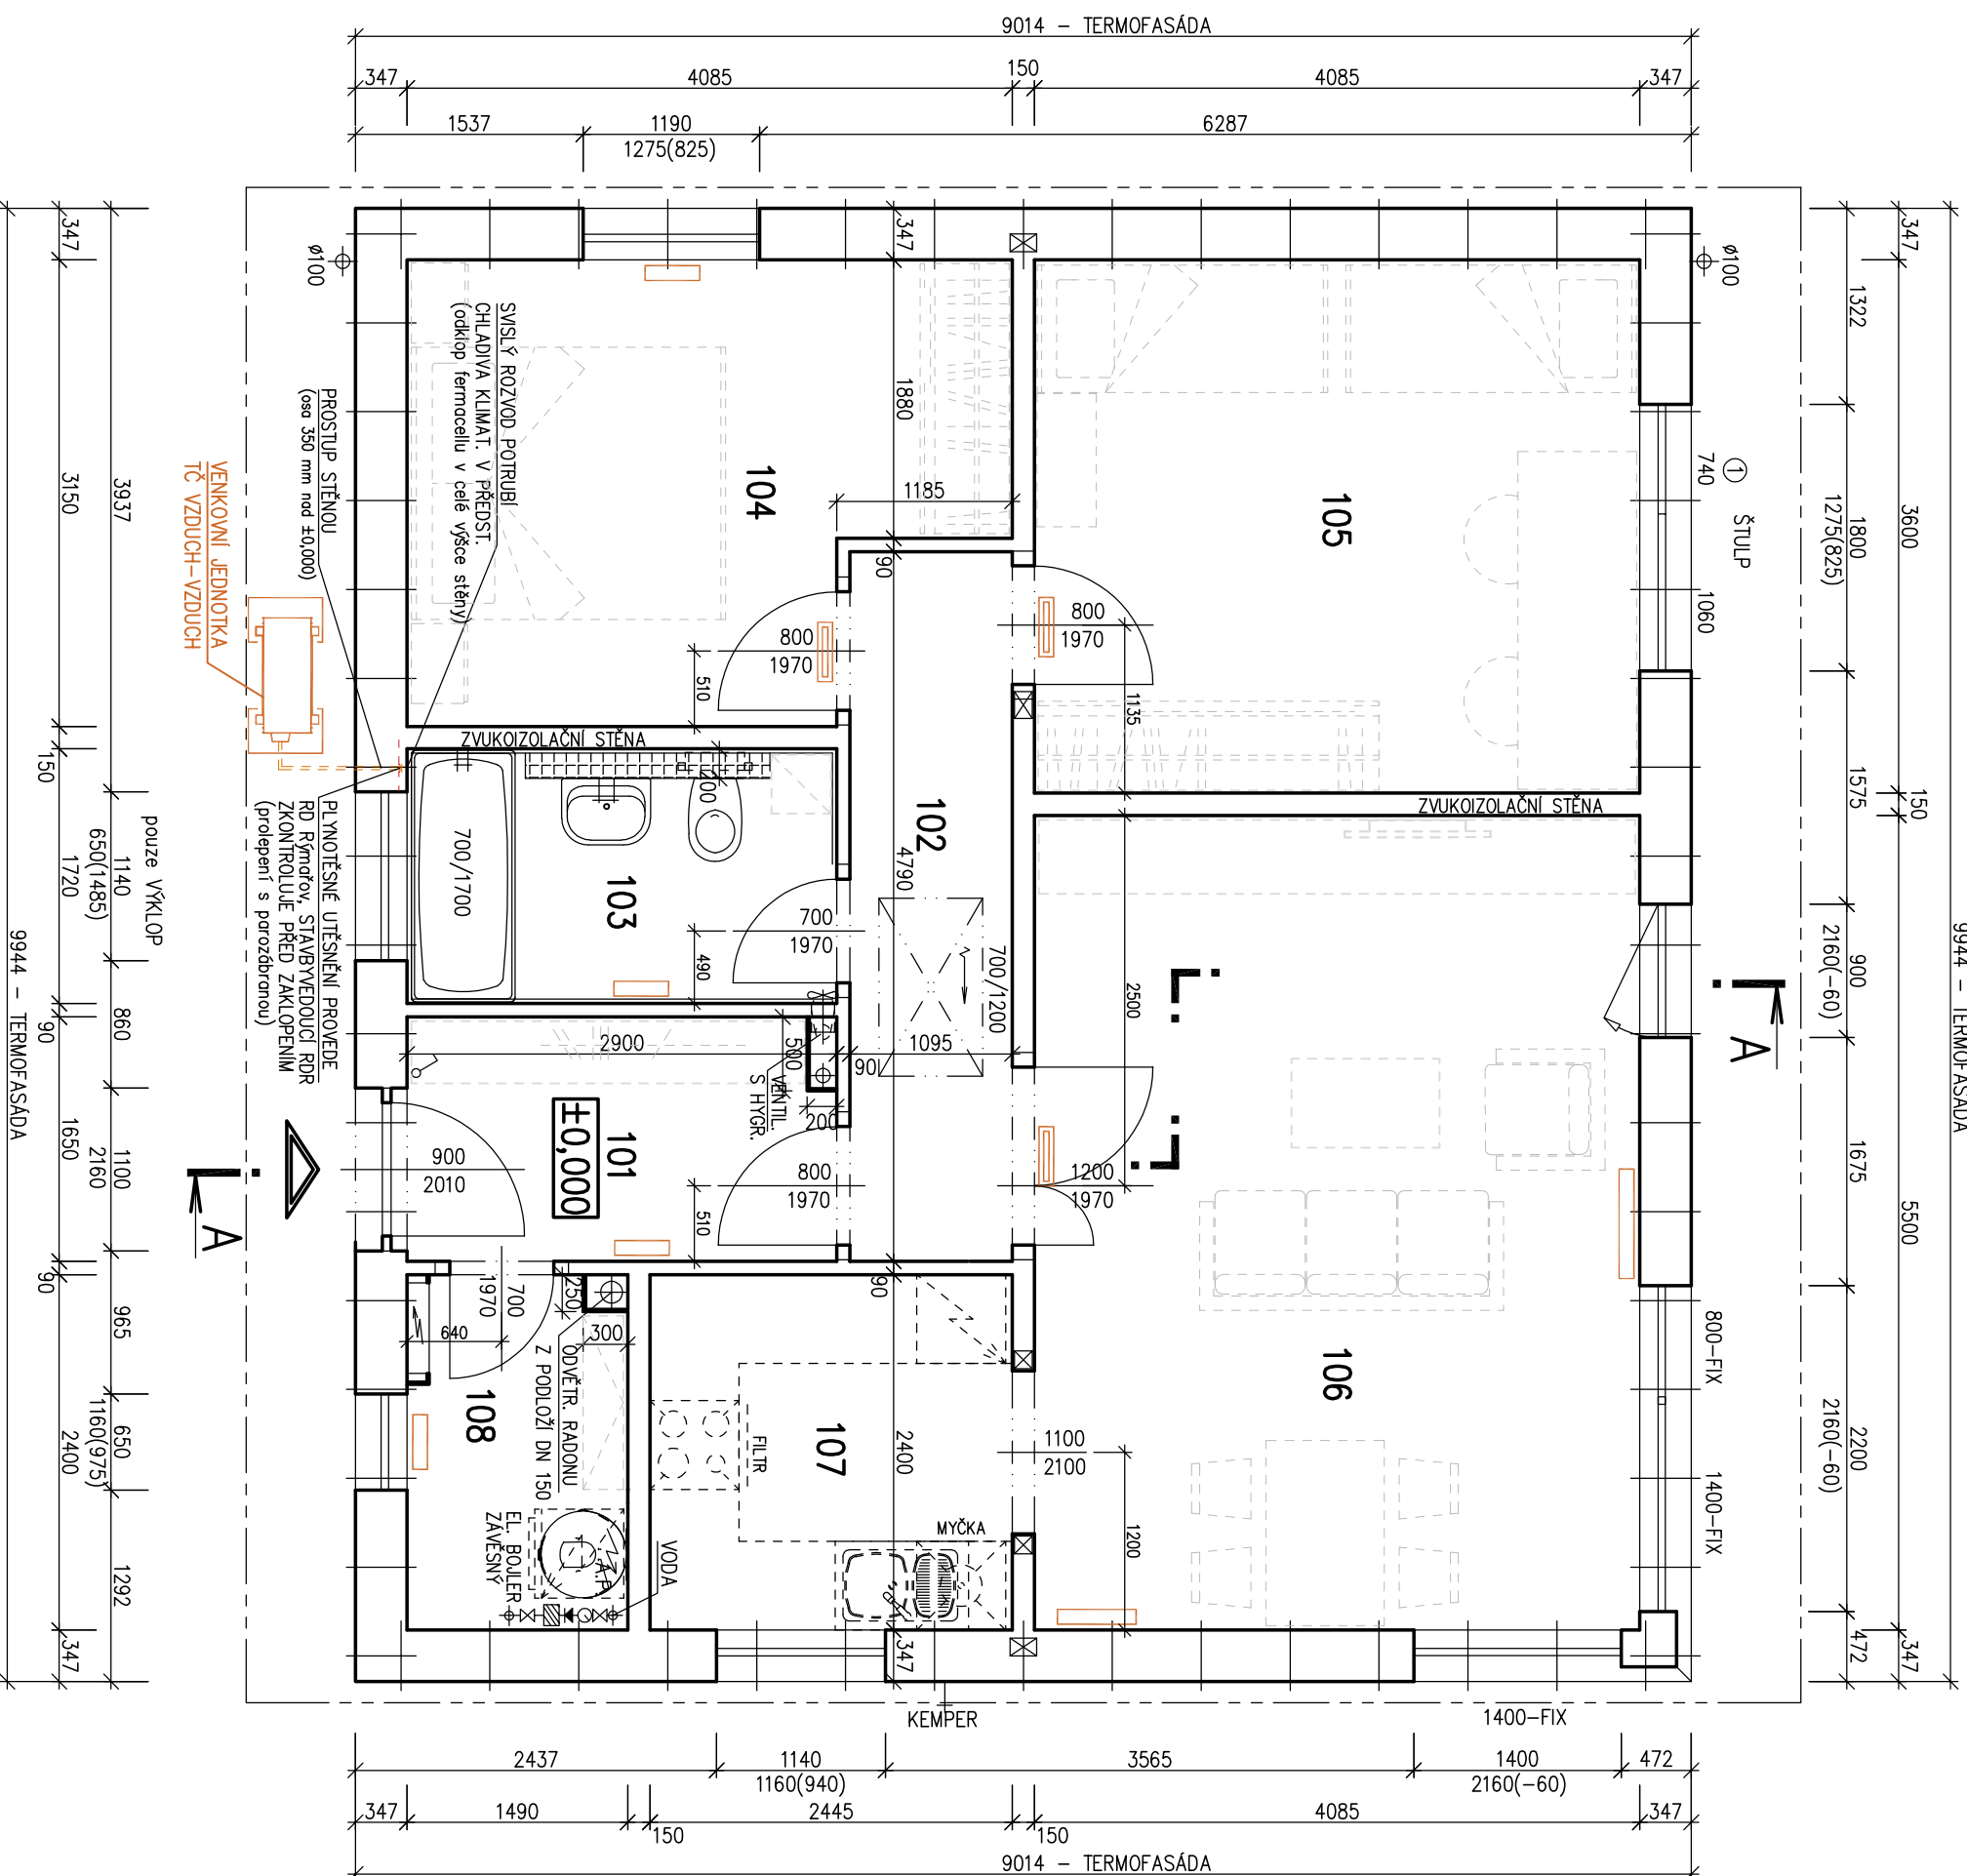 9014 – TERMOFASÁDA
347
4085
150
4085
347
1537
1190
1275(825)
6287
9944 – TERMOFASÁDA
347
3600
150
5500
347
1322
1800
1275(825)
1575
900
2160(–60)
1675
2200
2160(–60)
472
ø100
① 
740
ŠTULP
1060
A
800–FIX
1400–FIX
105
ZVUKOIZOLAČNÍ STĚNA
106
800
1970
1135
2500
1200
1970
1100
2100
1200
347
1880
90
4790
90
2400
347
1185
102
700/1200
1095
90
104
800
1970
510
SVISLÝ ROZVOD POTRUBÍ
CHLADIVA KLIMAT. V PŘEDST.
(odklop fermacellu v celé výšce stěny)
ZVUKOIZOLAČNÍ STĚNA
200
700/1700
103
700
1970
490
2900
500
VENTIL.
S HYGR.
200
101
±0,000
800
1970
510
900
2010
700
1970
250
300
640
ODVĚTR. RADONU
Z PODLOŽÍ DN 150
108
EL. BOJLER
ZÁVĚSNÝ
A.P.
VODA
107
FILTR
MYČKA
ø100
PROSTUP STĚNOU
(osa 350 mm nad ±0,000)
VENKOVNÍ JEDNOTKA
TČ VZDUCH–VZDUCH
PLYNOTĚSNÉ UTĚSNĚNÍ PROVEDE
RD Rýmařov, STAVBYVEDOUCÍ RDR
ZKONTROLUJE PŘED ZAKLOPENÍM
(prolepení s parozábranou)
pouze VÝKLOP
A
3937
1140
650(1485)
1720
860
1100
2160
965
650
1160(975)
1292
347
3150
150
90
1650
90
2400
347
9944 – TERMOFASÁDA
KEMPER
1400–FIX
2437
1140
1160(940)
3565
1400
2160(–60)
472
347
1490
150
2445
150
4085
347
9014 – TERMOFASÁDA